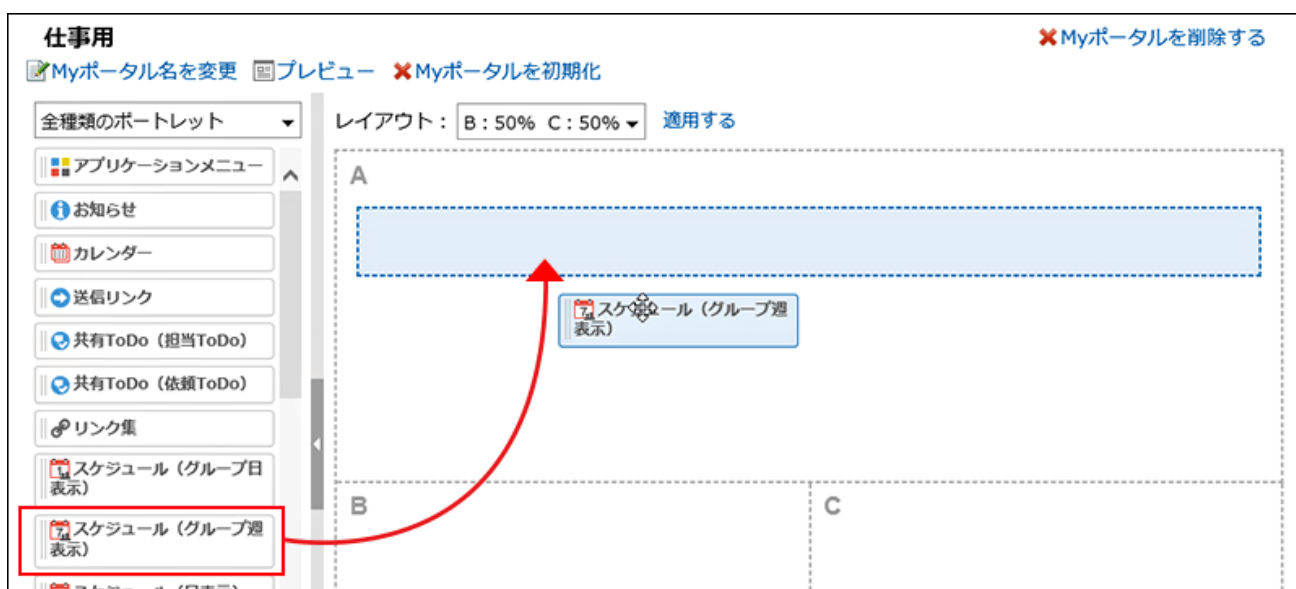 仕事用
Myポータルを削除する
Myポータル名を変更 プレビュー Myポータルを初期化
全種類のポートレット
レイアウト： B : 50% C : 50% 適用する
アプリケーションメニュー
お知らせ
カレンダー
送信リンク
共有ToDo（担当ToDo）
共有ToDo（依頼ToDo）
リンク集
スケジュール（グループ日
表示）
スケジュール（グループ週
表示）
A
スケジュール（グループ週
表示）
B
C